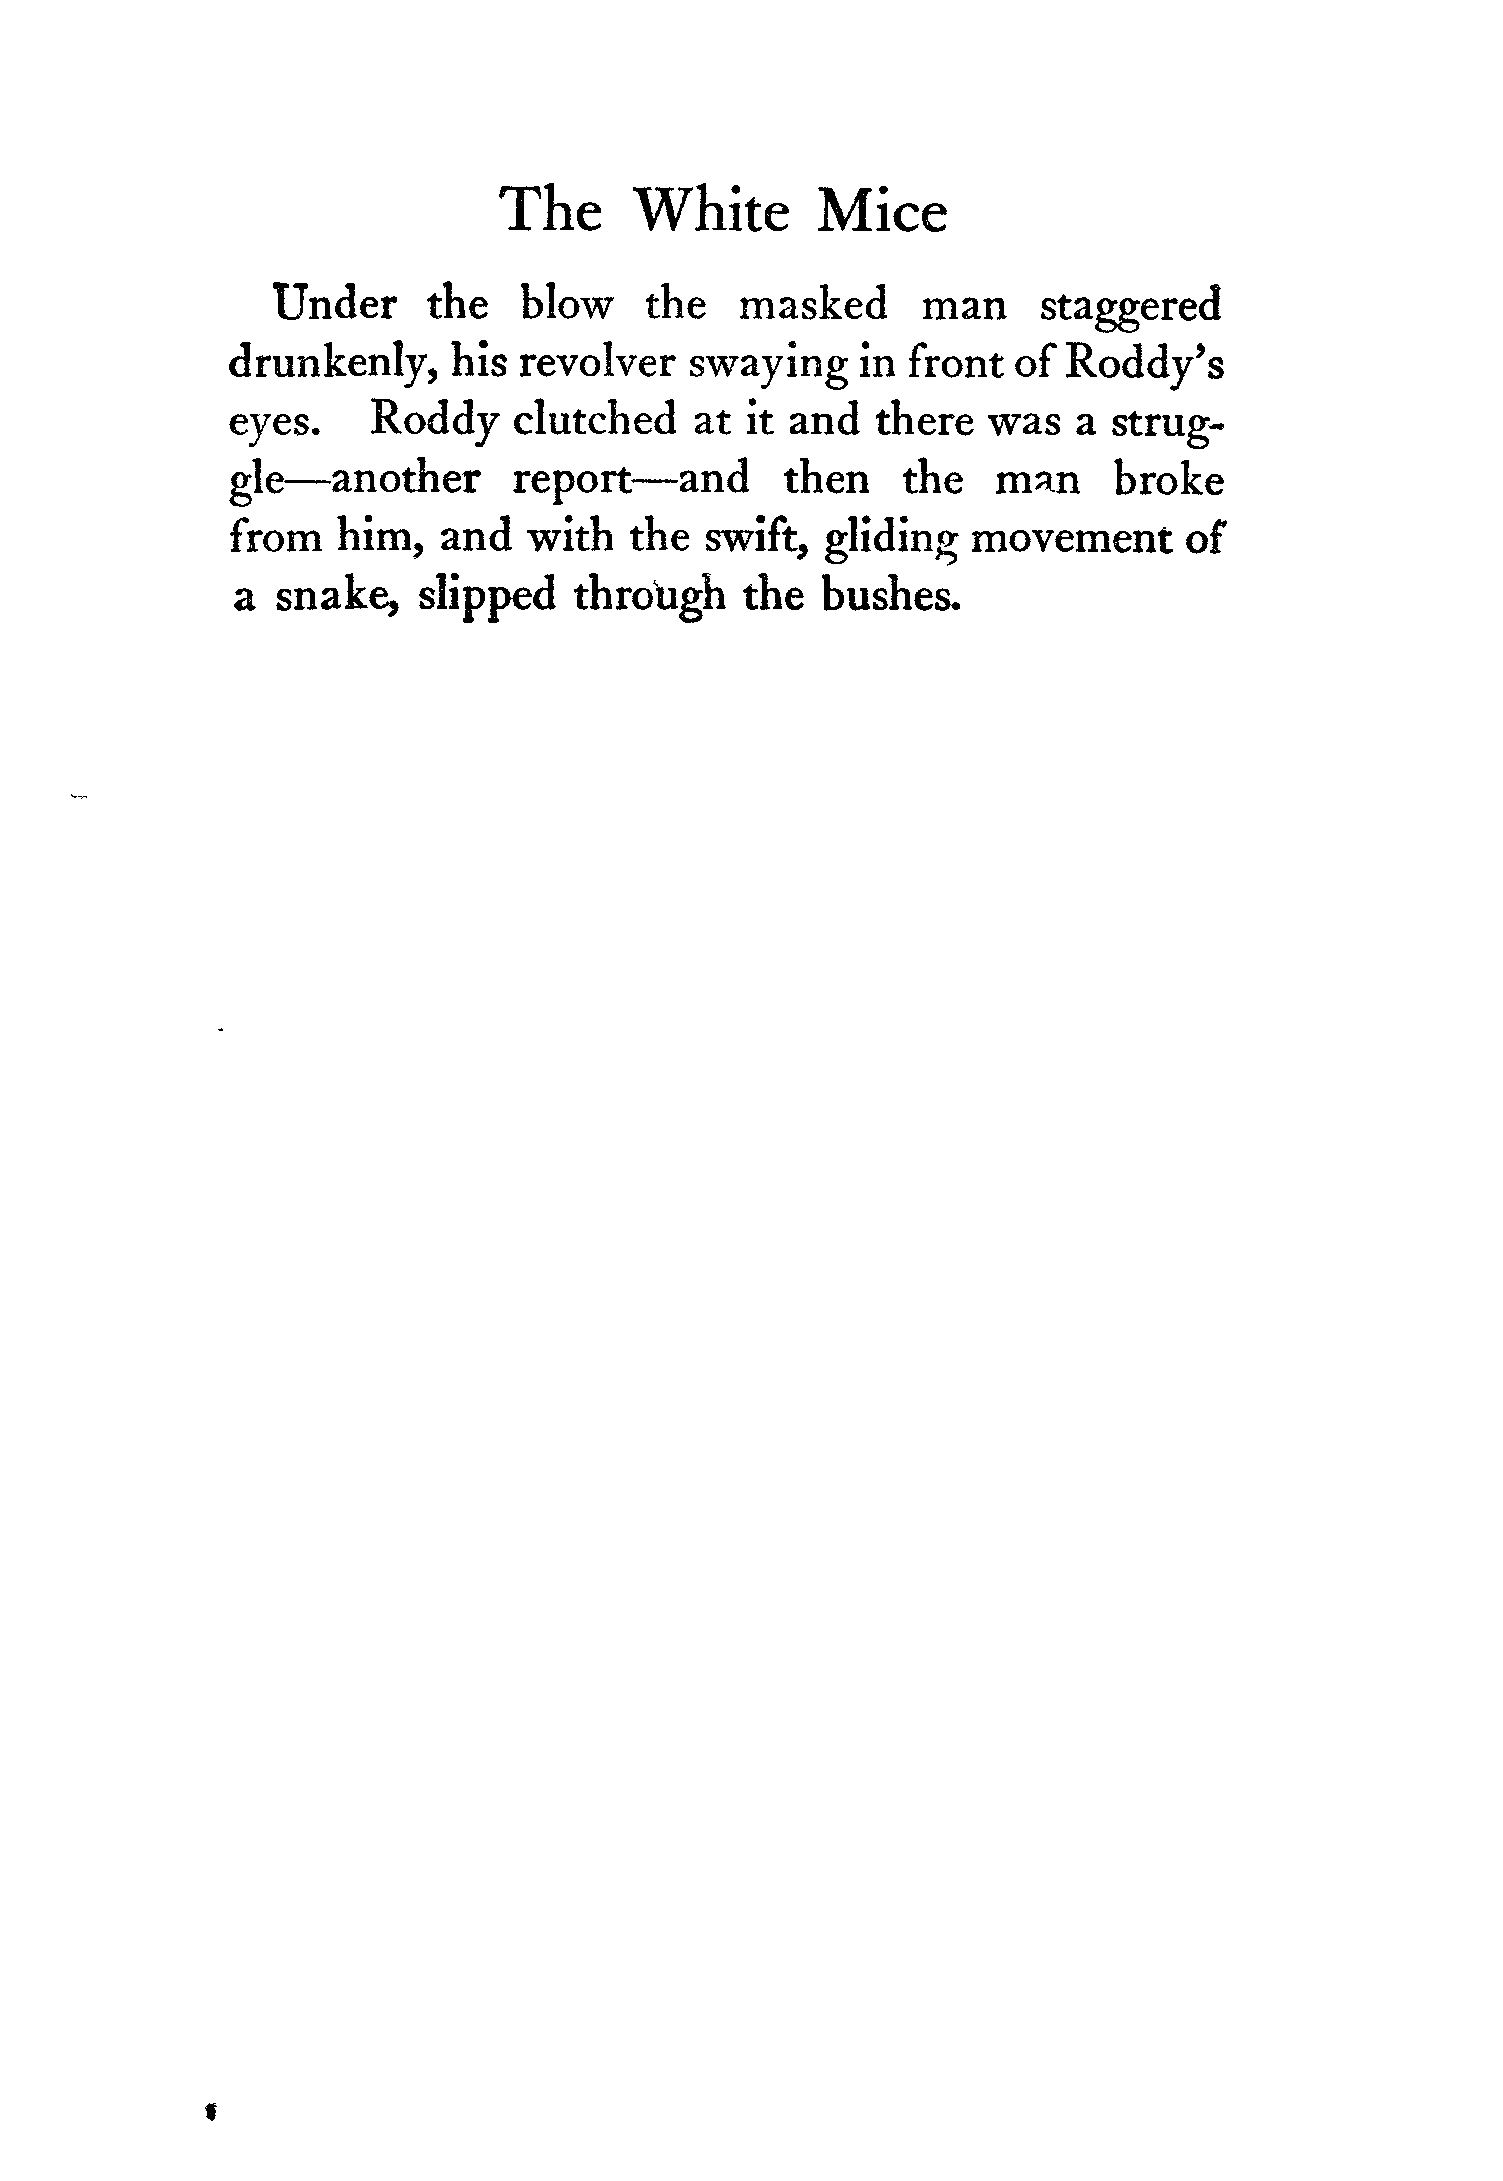 The White Mice
Under the blow the masked man staggered
drunkenly, his revolver swaying in front of Roddy's
eyes. Roddy clutched at it and there was a strug-
gle—another report—and then the man broke
from him, and with the swift, gliding movement of
a snake, slipped through the bushes.